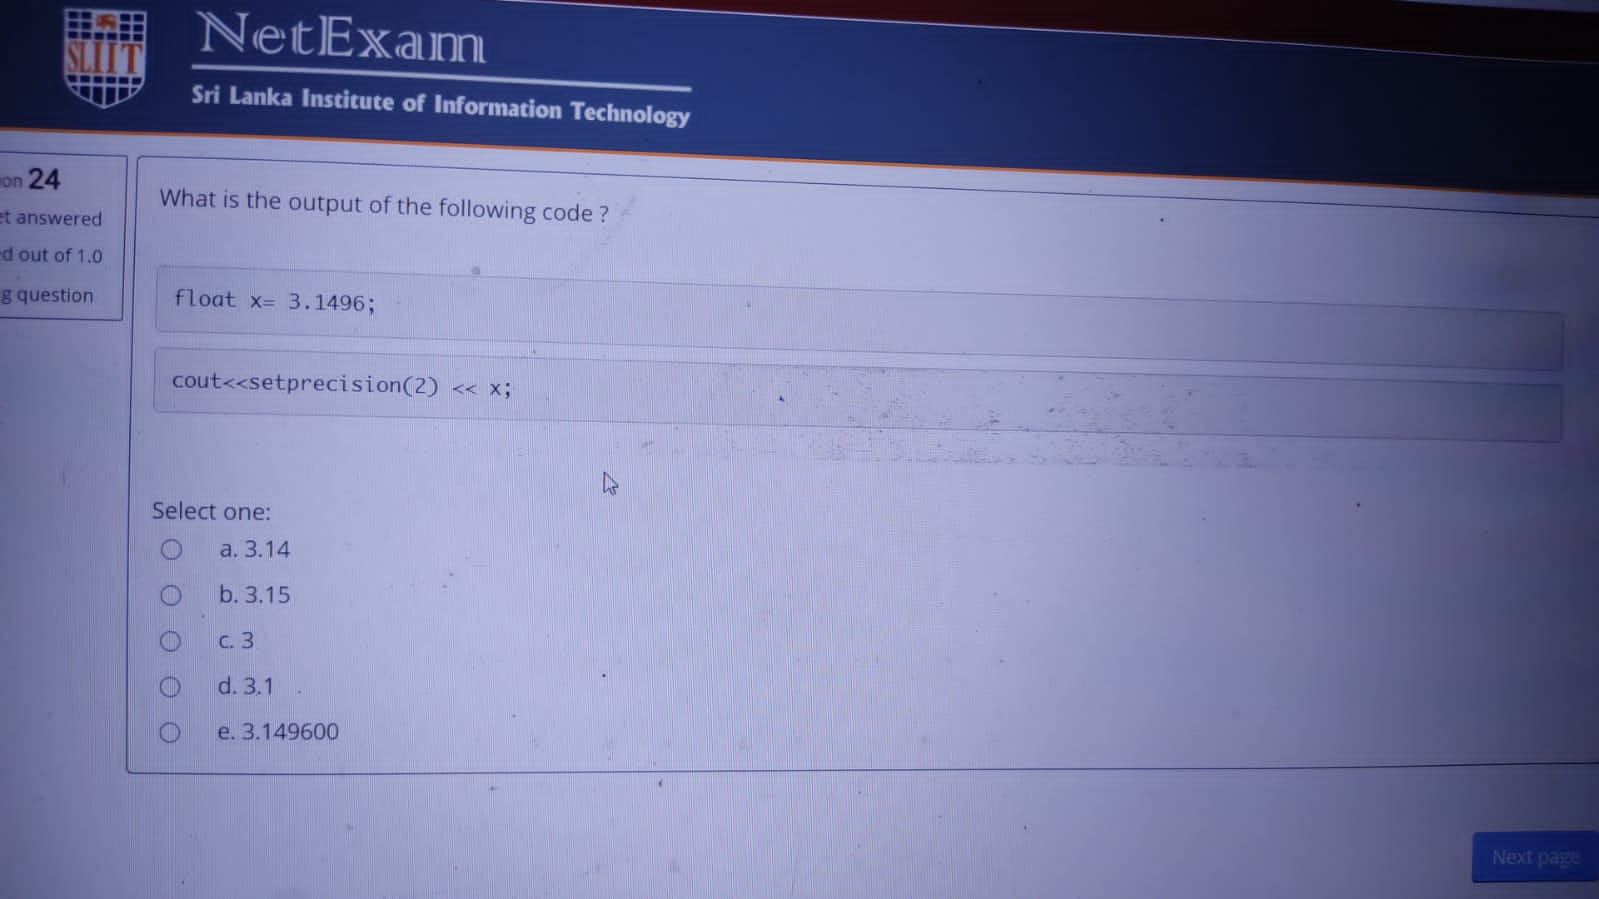 SLIIT
NetExam
Sri Lanka Institute of Information Technology
on 24
et answered
d out of 1.0
g question
What is the output of the following code ?
float x= 3.1496;
cout<<setprecision(2) << x;
Select one:
a. 3.14
b. 3.15
c. 3
d. 3.1
e. 3.149600
Next page